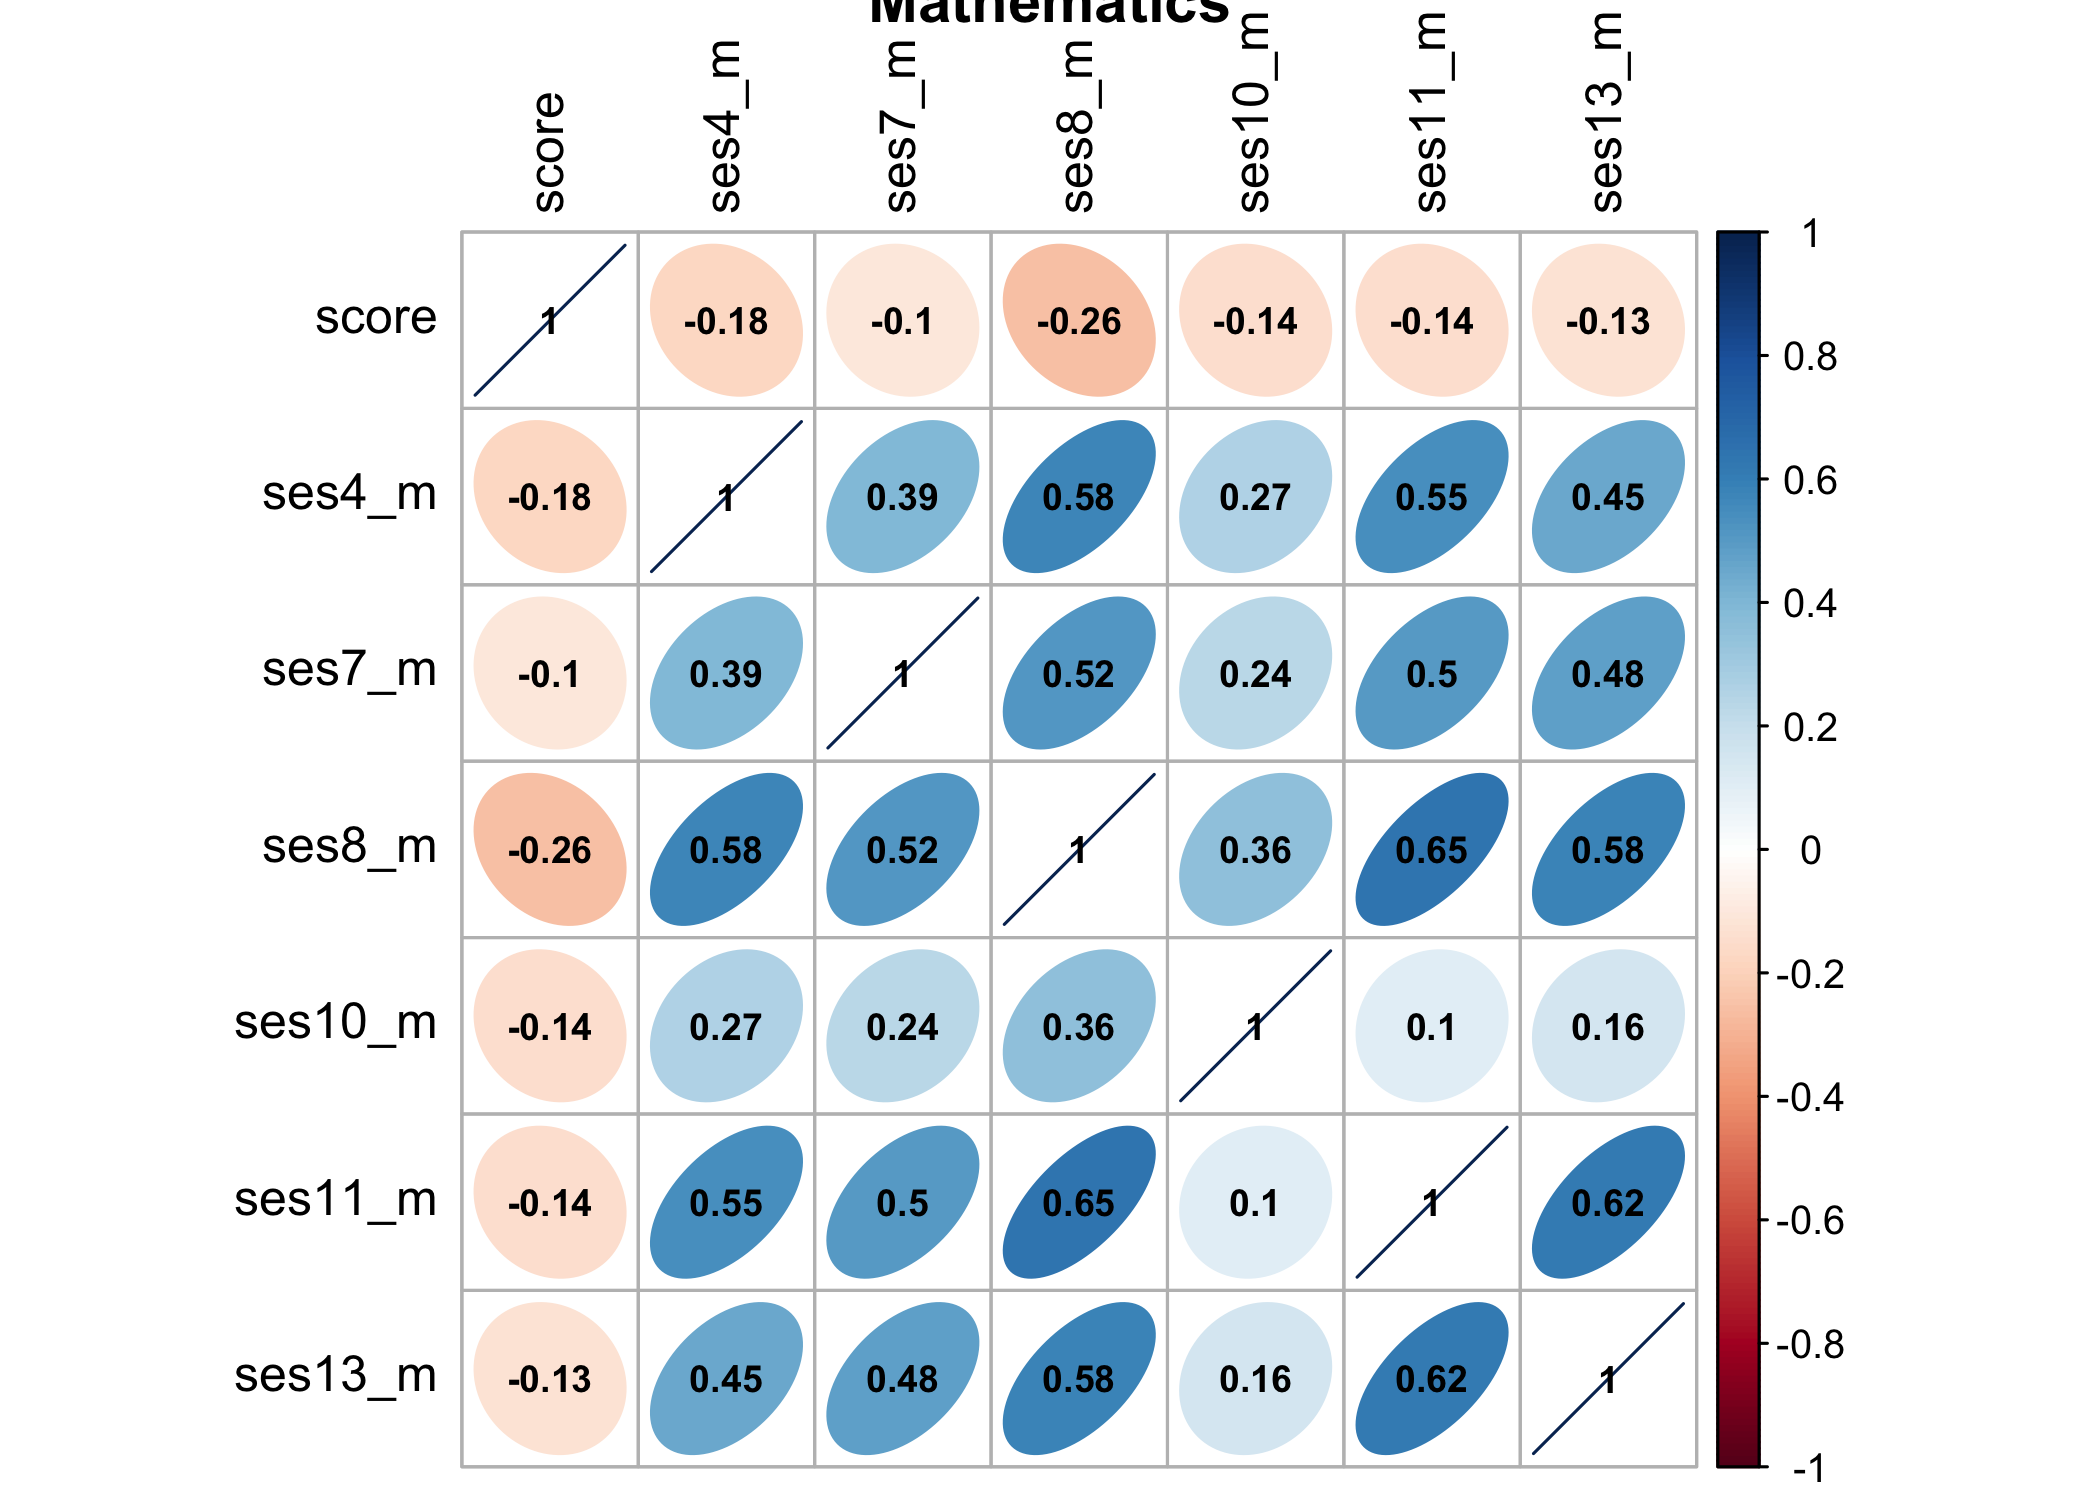 Mathematics
score ses4_m ses7_m ses8_m ses10_m ses11_m ses13_m
score 1 -0.18 -0.1 -0.26 -0.14 -0.14 -0.13
ses4_m -0.18 1 0.39 0.58 0.27 0.55 0.45
ses7_m -0.1 0.39 1 0.52 0.24 0.5 0.48
ses8_m -0.26 0.58 0.52 1 0.36 0.65 0.58
ses10_m -0.14 0.27 0.24 0.36 1 0.1 0.16
ses11_m -0.14 0.55 0.5 0.65 0.1 1 0.62
ses13_m -0.13 0.45 0.48 0.58 0.16 0.62 1
1
0.8
0.6
0.4
0.2
0
-0.2
-0.4
-0.6
-0.8
-1